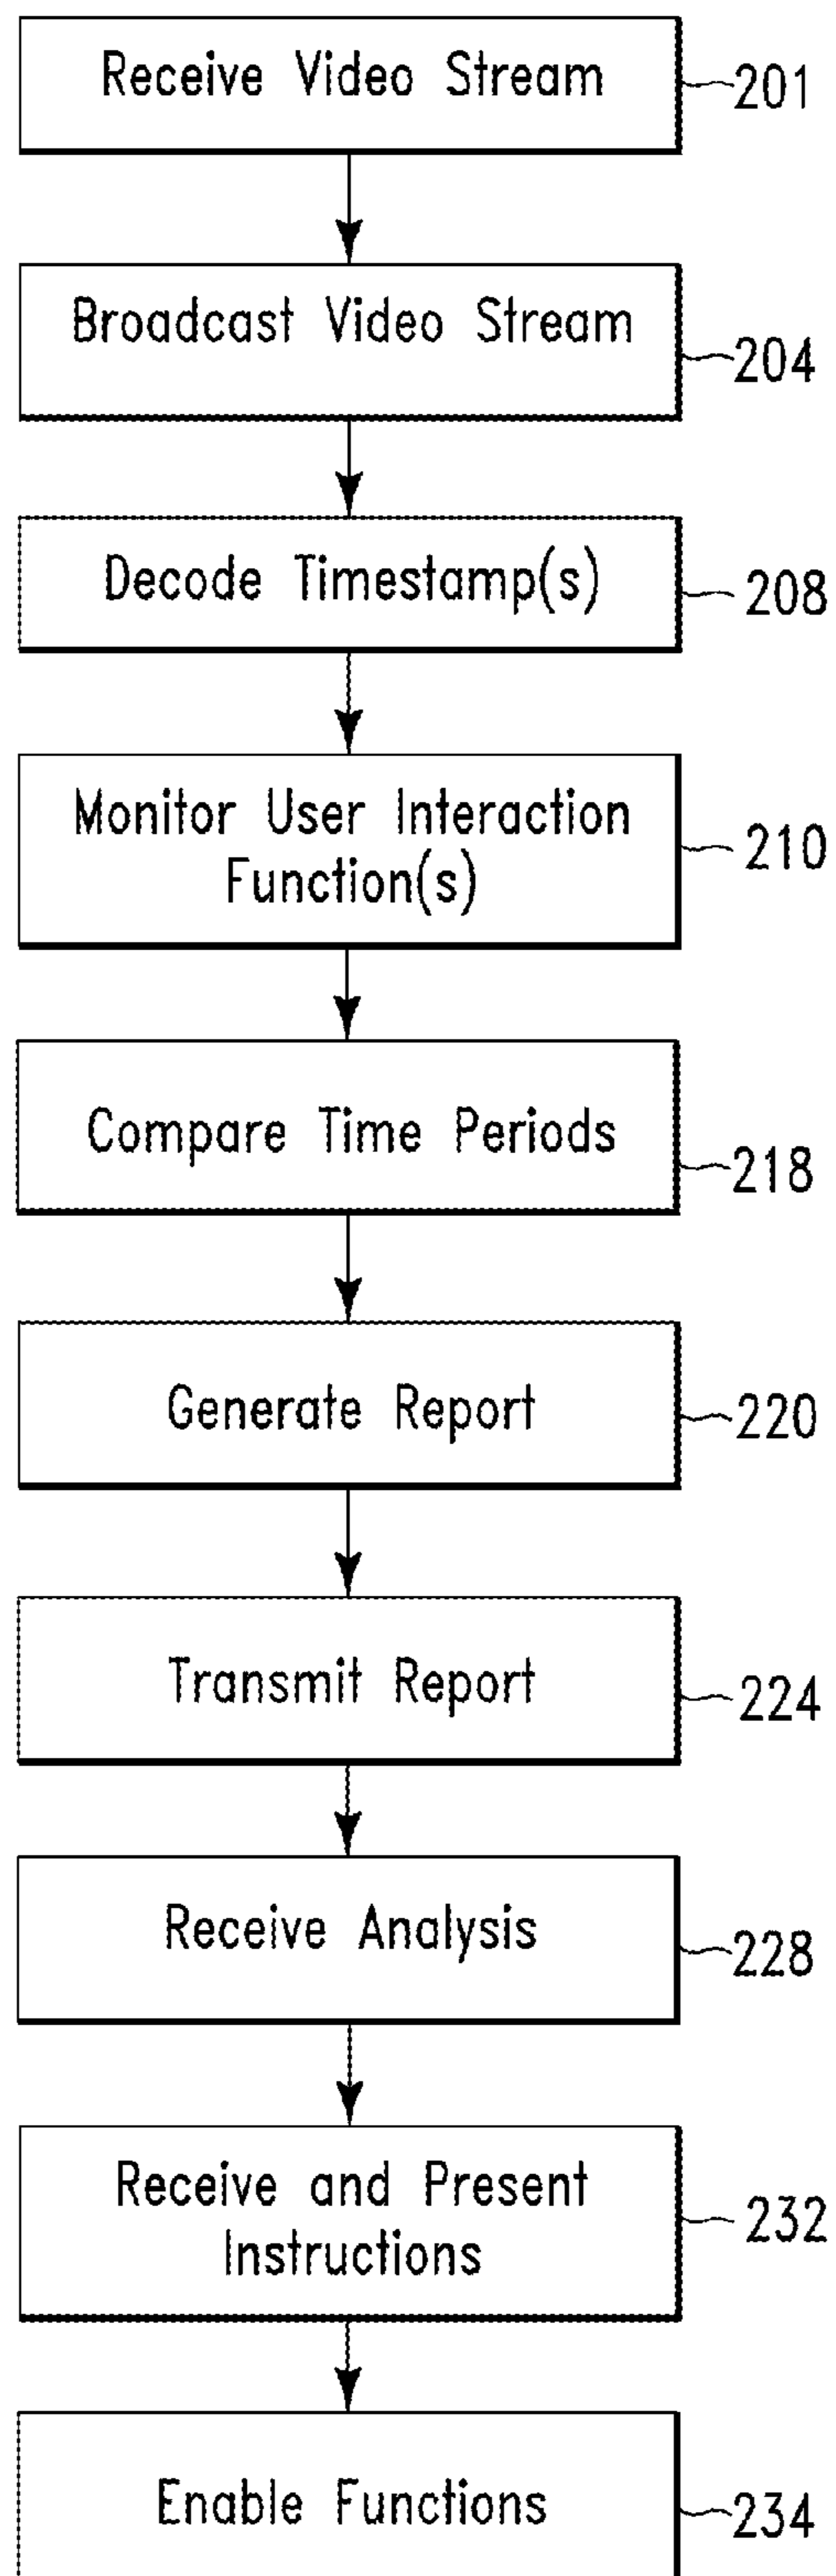 Receive Video Stream
201
Broadcast Video Stream
204
Decode Timestamp(s)
208
Monitor User Interaction
Function(s)
210
Compare Time Periods
218
Generate Report
220
Transmit Report
224
Receive Analysis
228
Receive and Present
Instructions
232
Enable Functions
234